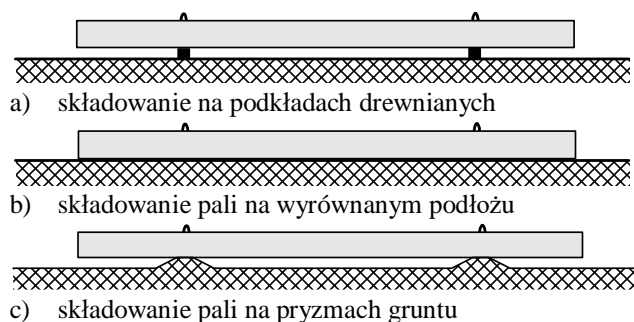 a) składowanie na podkładach drewnianych
b) składowanie pali na wyrównanym podłożu
c) składowanie pali na pryzmach gruntu